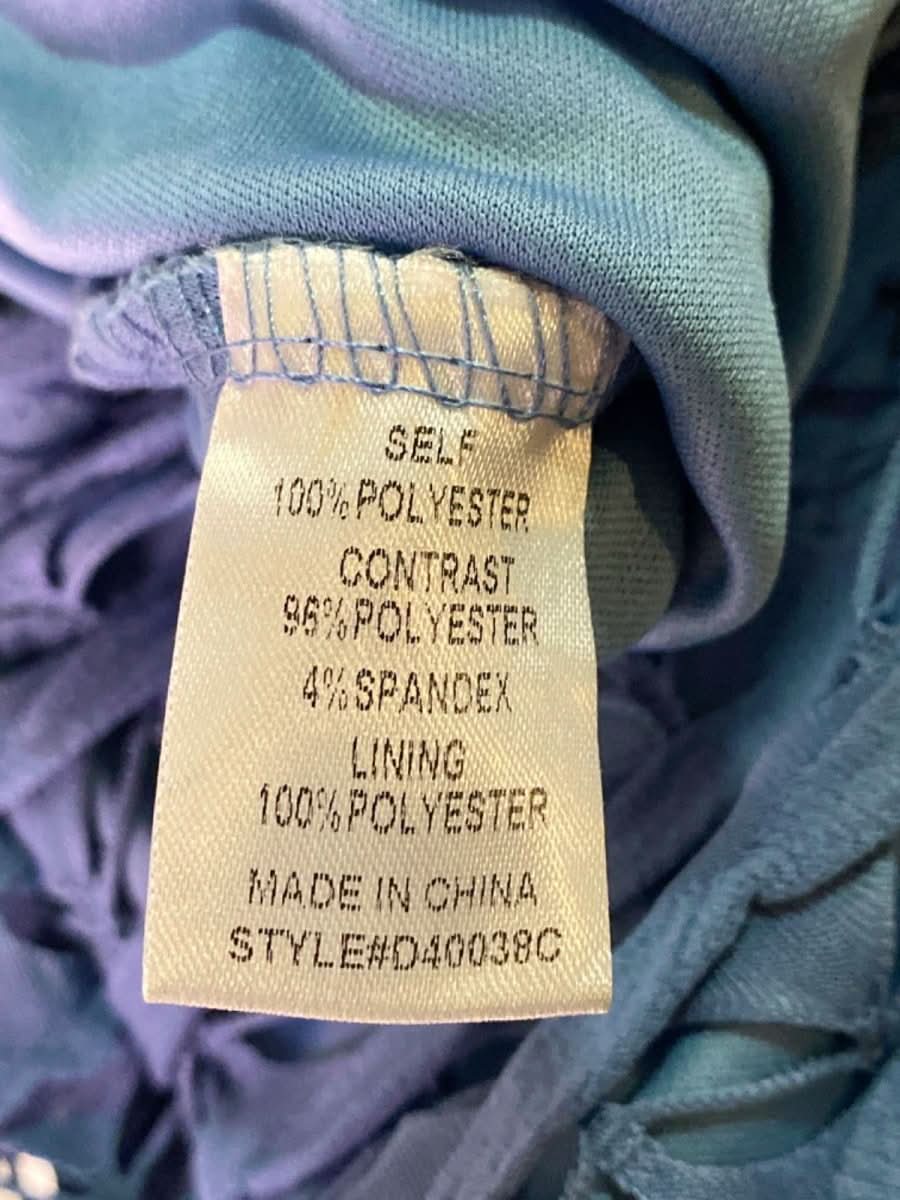 SELF
100% POLYESTER
CONTRAST
96% POLYESTER
4% SPANDEX
LINING
100% POLYESTER
MADE IN CHINA
STYLE#D40038C